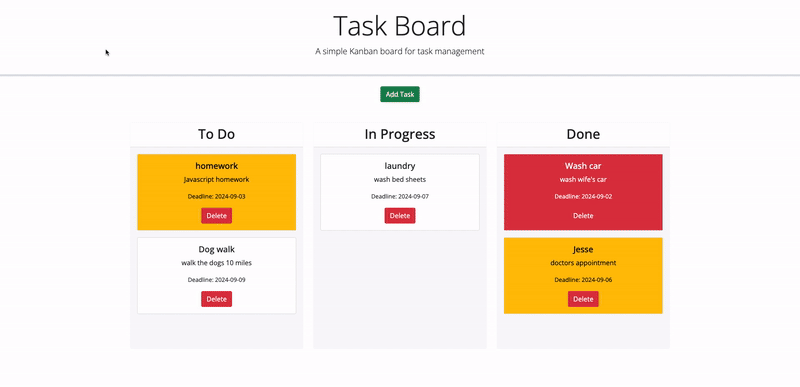 Task Board
A simple Kanban board for task management
Add Task
To Do
homework
Javascript homework
Deadline: 2024-09-03
Delete
Dog walk
walk the dogs 10 miles
Deadline: 2024-09-09
Delete
In Progress
laundry
wash bed sheets
Deadline: 2024-09-07
Delete
Done
Wash car
wash wife's car
Deadline: 2024-09-02
Delete
Jesse
doctors appointment
Deadline: 2024-09-06
Delete